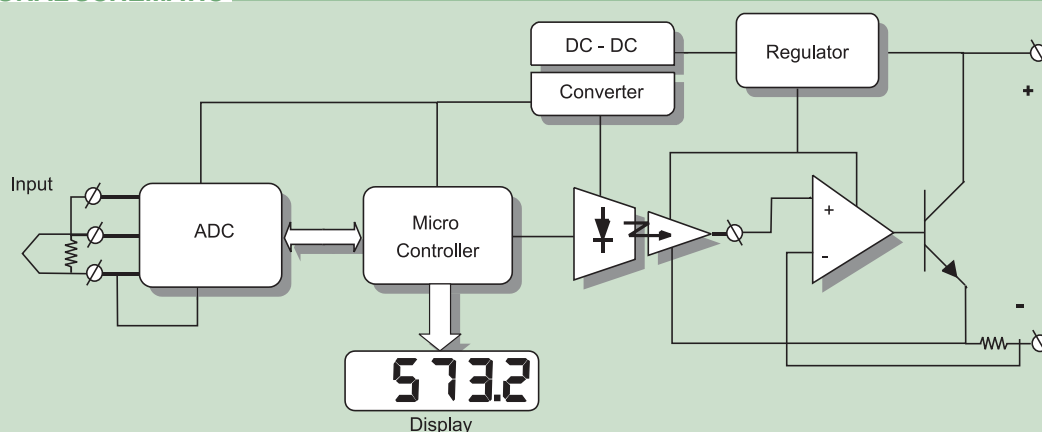 DC - DC
Converter
Regulator
+
Input
ADC
Micro
Controller
+
-
-
573.2
Display